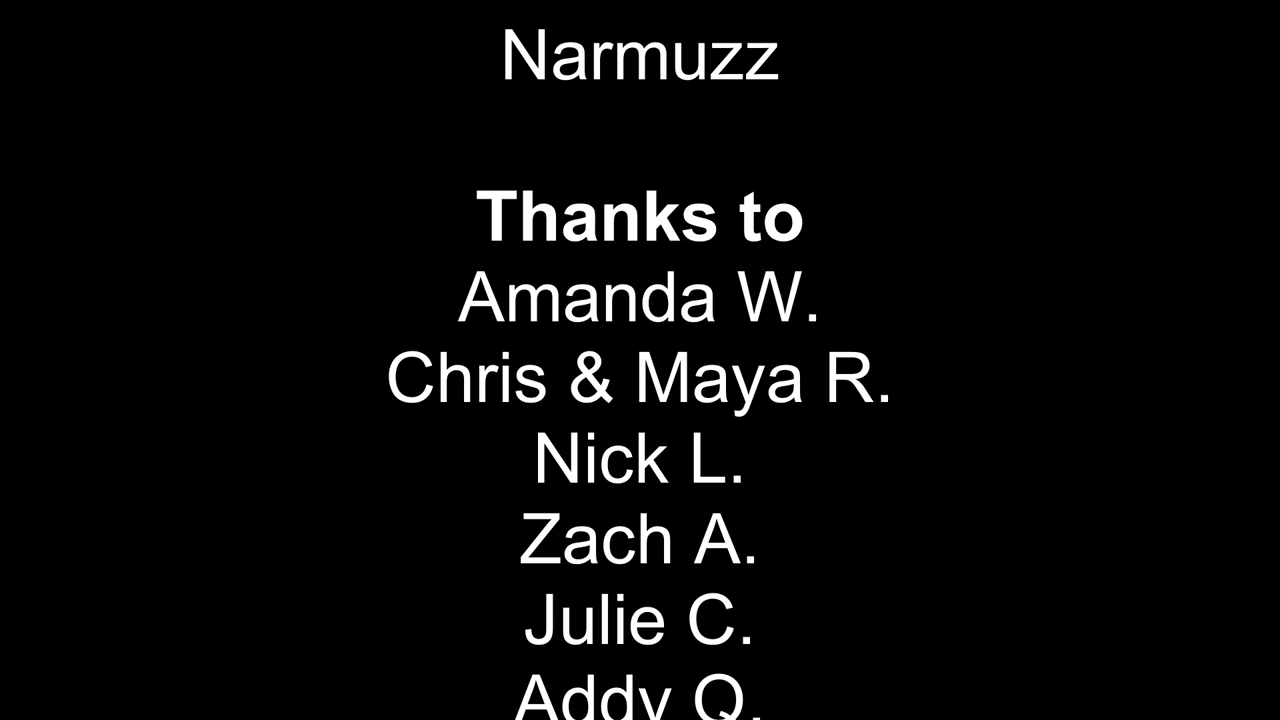 Narmuzz
Thanks to
Amanda W.
Chris & Maya R.
Nick L.
Zach A.
Julie C.
Addy Q.